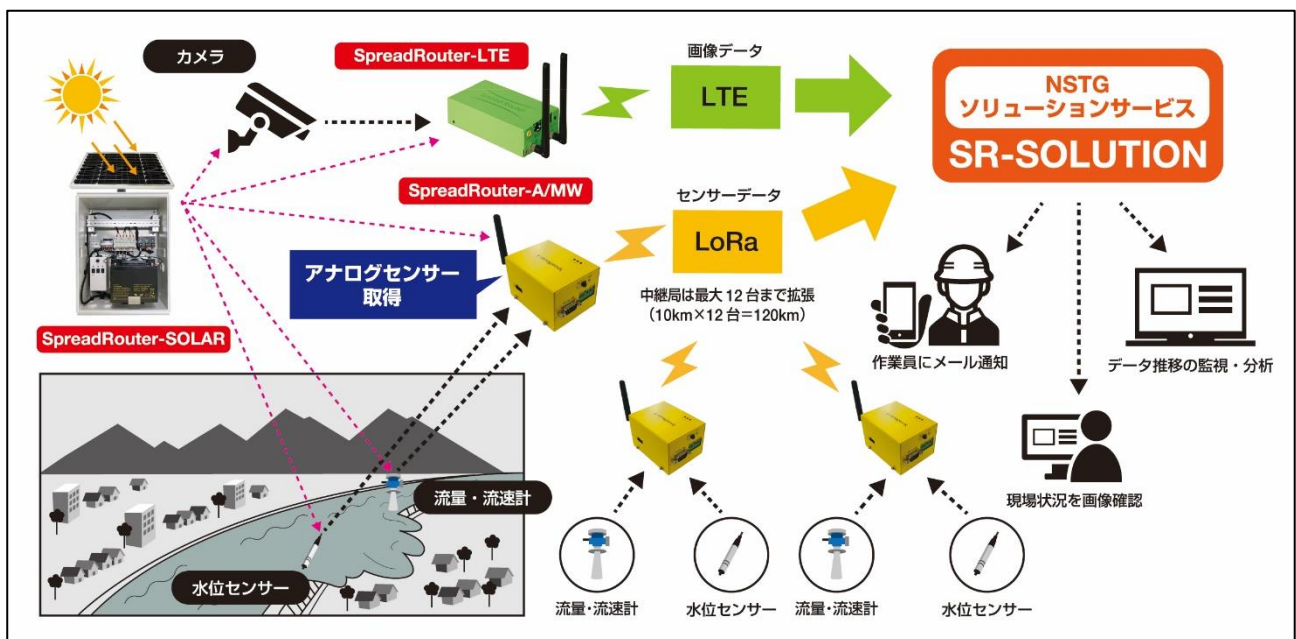 カメラ
SpreadRouter-LTE
画像データ
LTE
NSTG
ソリューションサービス
SR-SOLUTION
SpreadRouter-A/MW
センサーデータ
LoRa
アナログセンサー
取得
中継局は最大12台まで拡張
(10km×12台=120km)
SpreadRouter-SOLAR
作業員にメール通知
データ推移の監視・分析
現場状況を画像確認
流量・流速計
水位センサー
流量・流速計
水位センサー
流量・流速計
水位センサー